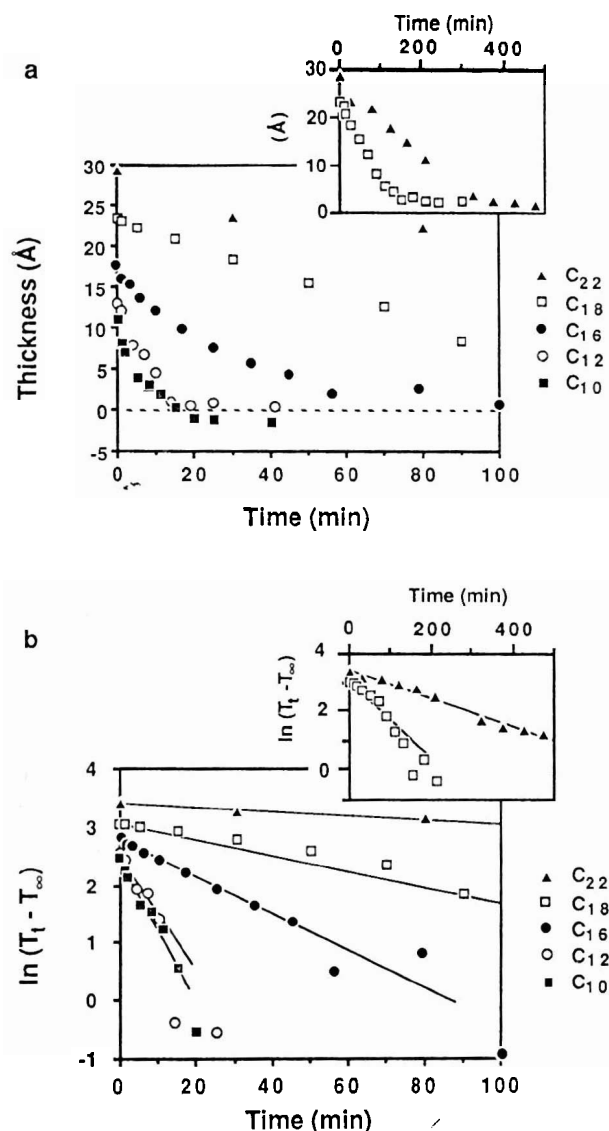 a
Time (min)
0 200 400
30
20
10
0
(Å)
30
25
20
15
10
5
0
-5
Thickness (Å)
0 20 40 60 80 100
Time (min)
▲ C22
□ C18
● C16
○ C12
■ C10
b
Time (min)
0 200 400
4
2
0
ln (Tt - T∞)
4
3
2
1
0
-1
ln (Tt - T∞)
0 20 40 60 80 100
Time (min)
▲ C22
□ C18
● C16
○ C12
■ C10